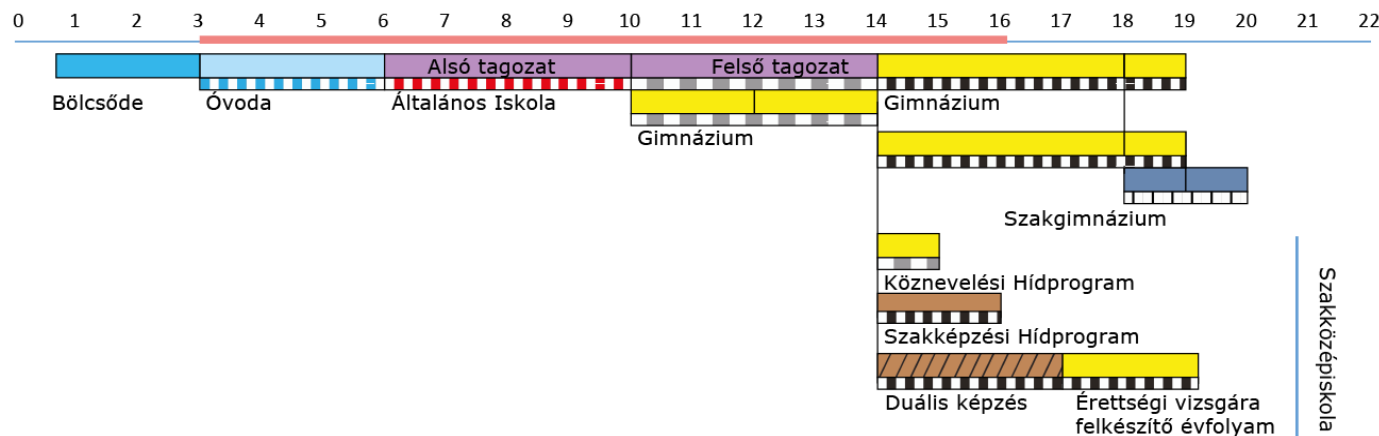 0 1 2 3 4 5 6 7 8 9 10 11 12 13 14 15 16 17 18 19 20 21 22
Alsó tagozat Felső tagozat
Bölcsőde Óvoda Általános Iskola Gimnázium
Gimnázium
Szakgimnázium
Köznevelési Hídprogram
Szakképzési Hídprogram
Duális képzés Érettségi vizsgára
felkészítő évfolyam
Szakközépiskola